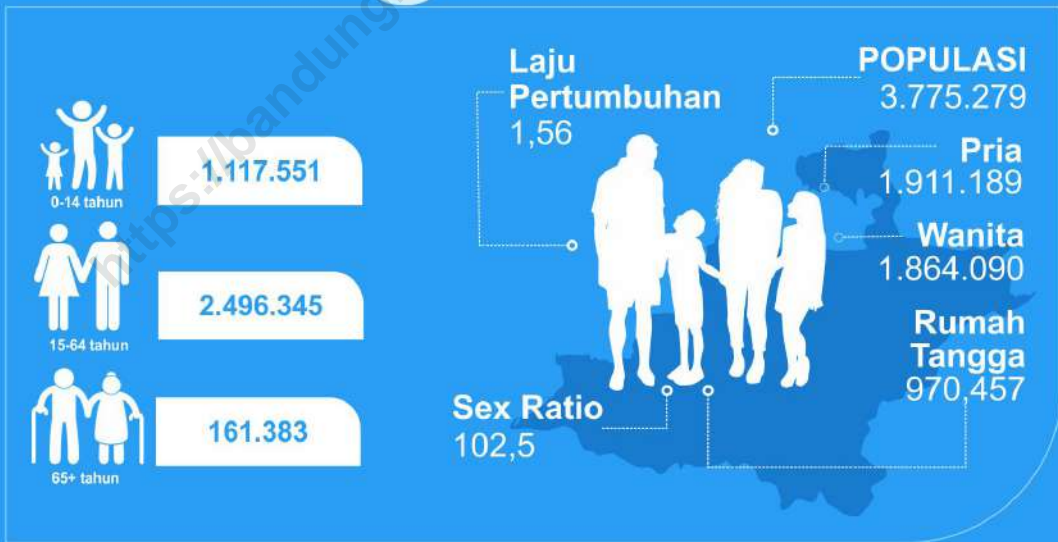 https://bandung
0-14 tahun
1.117.551
15-64 tahun
2.496.345
65+ tahun
161.383
Laju
Pertumbuhan
1,56
POPULASI
3.775.279
Pria
1.911.189
Wanita
1.864.090
Rumah
Tangga
970,457
Sex Ratio
102,5